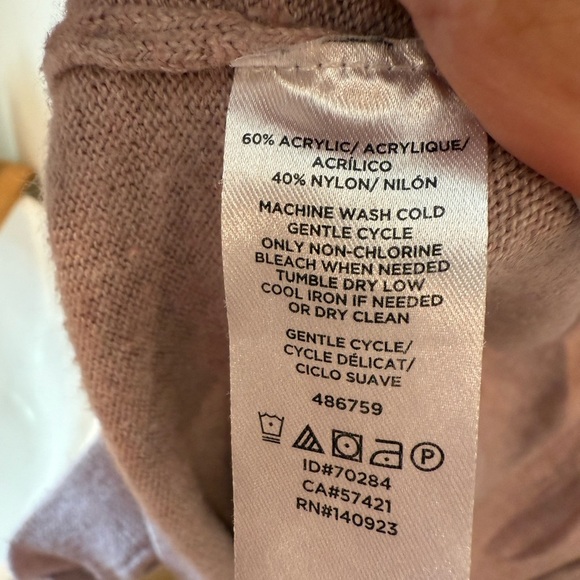 60% ACRYLIC/ ACRYLIQUE/
ACRÍLICO
40% NYLON/ NILÓN
MACHINE WASH COLD
GENTLE CYCLE
ONLY NON-CHLORINE
BLEACH WHEN NEEDED
TUMBLE DRY LOW
COOL IRON IF NEEDED
OR DRY CLEAN
GENTLE CYCLE/
CYCLE DÉLICAT/
CICLO SUAVE
486759
P
ID#70284
CA#57421
RN#140923